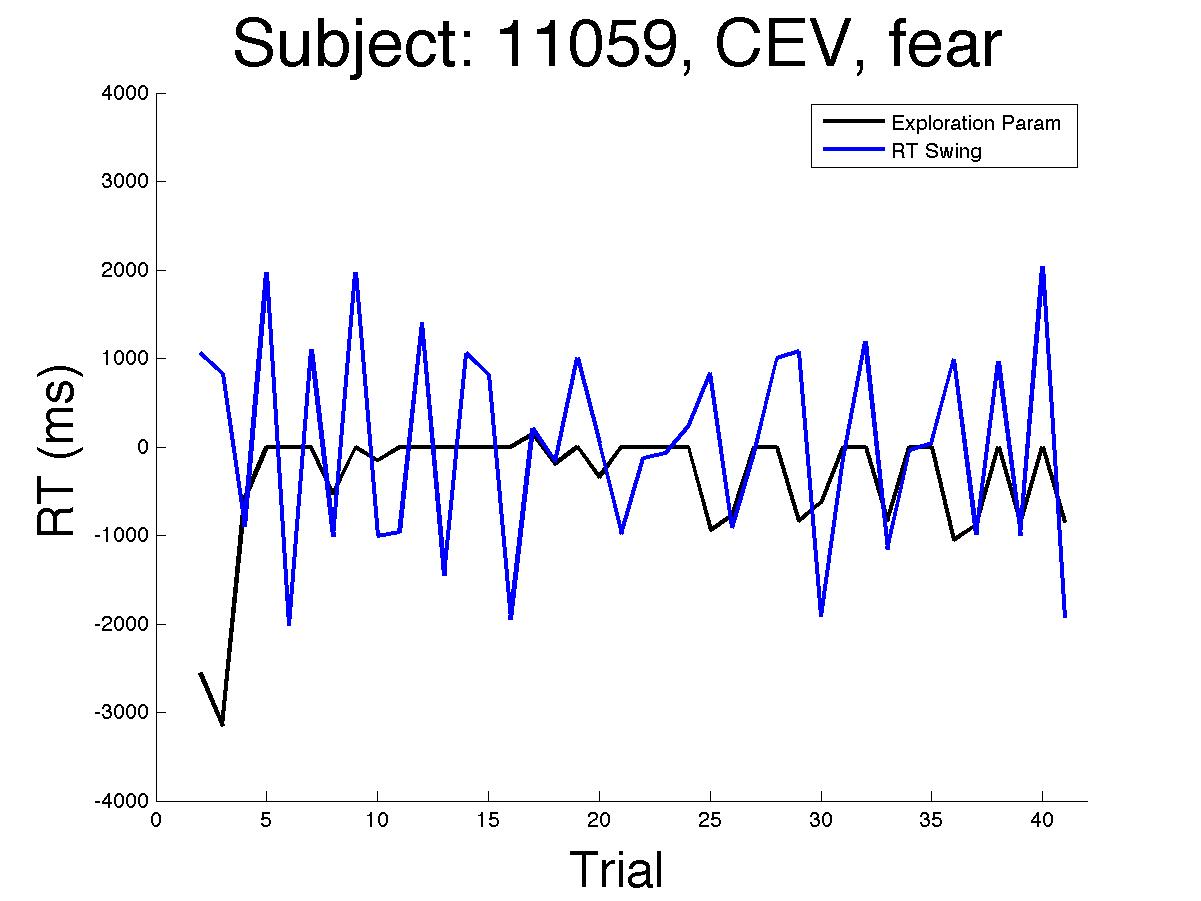 Subject: 11059, CEV, fear
Exploration Param
RT Swing
4000
3000
2000
1000
0
-1000
-2000
-3000
-4000
RT (ms)
0 5 10 15 20 25 30 35 40
Trial